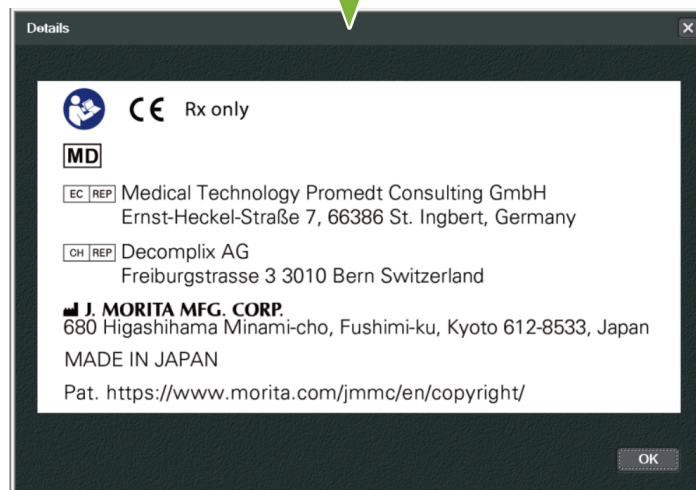 Details
CE Rx only
MD
EC REP Medical Technology Promedt Consulting GmbH
Ernst-Heckel-Straße 7, 66386 St. Ingbert, Germany
CH REP Decomplix AG
Freiburgstrasse 3 3010 Bern Switzerland
J. MORITA MFG. CORP.
680 Higashihama Minami-cho, Fushimi-ku, Kyoto 612-8533, Japan
MADE IN JAPAN
Pat. https://www.morita.com/jmmc/en/copyright/
OK